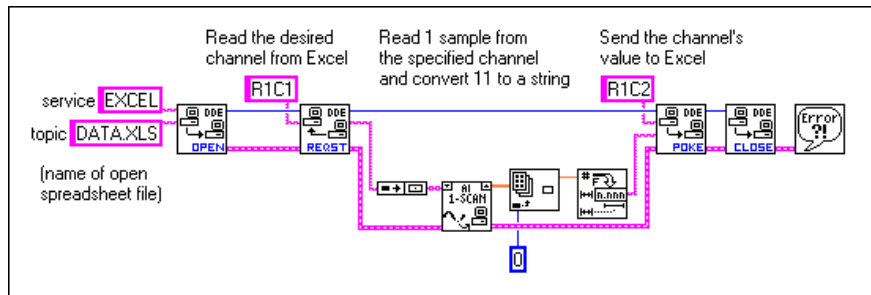 Read the desired
channel from Excel
Read 1 sample from
the specified channel
and convert 11 to a string
Send the channel's
value to Excel
R1C1
R1C2
service EXCEL
topic DATA.XLS
(name of open
spreadsheet file)
DDE
OPEN
DDE
REQST
DDE
POKE
DDE
CLOSE
Error
?!
AI
1-SCAN
#
F
n.nnn
0